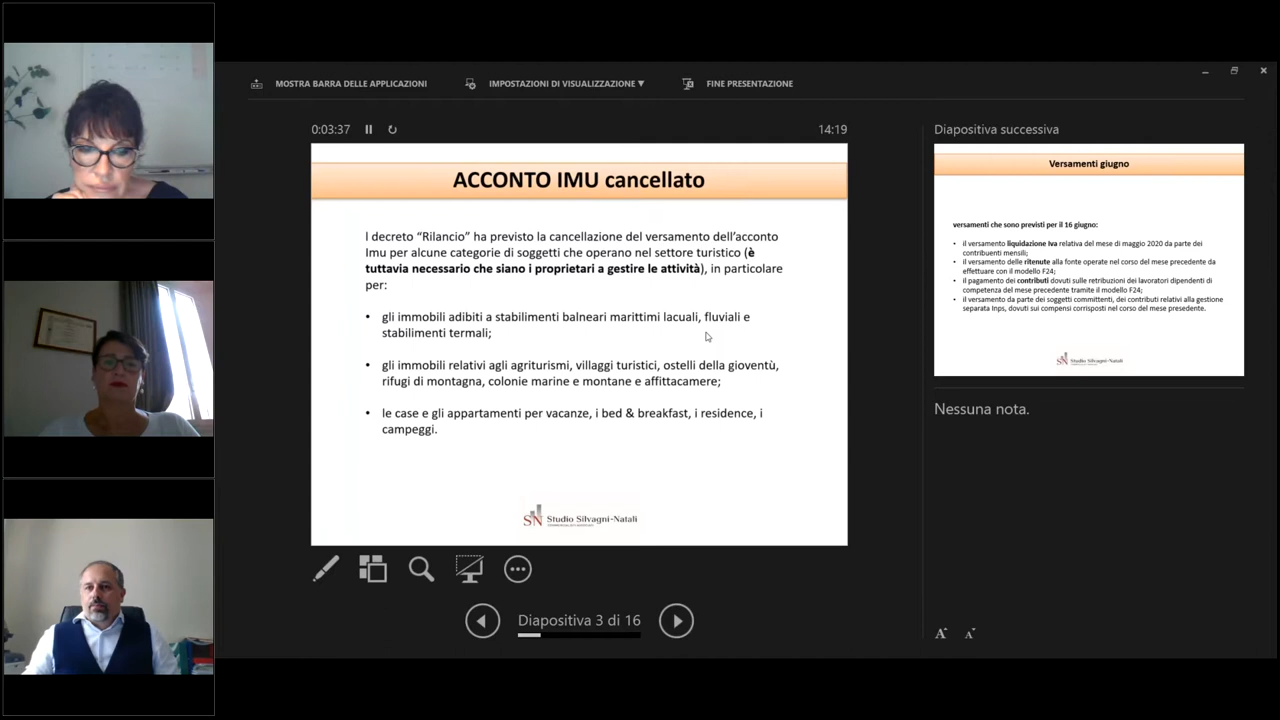 MOSTRA BARRA DELLE APPLICAZIONI
IMPOSTAZIONI DI VISUALIZZAZIONE ▼
FINE PRESENTAZIONE
0:03:37
14:19
ACCONTO IMU cancellato
l decreto “Rilancio” ha previsto la cancellazione del versamento dell’acconto
Imu per alcune categorie di soggetti che operano nel settore turistico (è
tuttavia necessario che siano i proprietari a gestire le attività), in particolare
per:
• gli immobili adibiti a stabilimenti balneari marittimi lacuali, fluviali e
stabilimenti termali;
• gli immobili relativi agli agriturismi, villaggi turistici, ostelli della gioventù,
rifugi di montagna, colonie marine e montane e affittacamere;
• le case e gli appartamenti per vacanze, i bed & breakfast, i residence, i
campeggi.
SN Studio Silvagni-Natali
Diapositiva 3 di 16
Diapositiva successiva
Versamenti giugno
versamenti che sono previsti per il 16 giugno:
• il versamento liquidazione Iva relativa del mese di maggio 2020 da parte dei
contribuenti mensili;
• il versamento delle ritenute alla fonte operate nel corso del mese precedente da
effettuare con il modello F24;
• il pagamento dei contributi dovuti sulle retribuzioni dei lavoratori dipendenti di
competenza del mese precedente tramite il modello F24;
• il versamento da parte dei soggetti committenti, dei contributi relativi alla gestione
separata Inps, dovuti sui compensi corrisposti nel corso del mese presedente.
SN Studio Silvagni-Natali
Nessuna nota.
A A